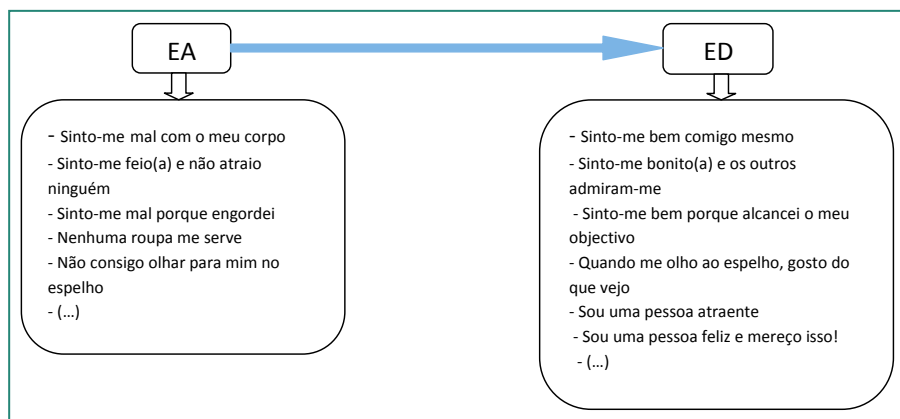 EA
ED
- Sinto-me mal com o meu corpo
- Sinto-me feio(a) e não atraio
ninguém
- Sinto-me mal porque engordei
- Nenhuma roupa me serve
- Não consigo olhar para mim no
espelho
- (…)
- Sinto-me bem comigo mesmo
- Sinto-me bonito(a) e os outros
admiram-me
- Sinto-me bem porque alcancei o meu
objectivo
- Quando me olho ao espelho, gosto do
que vejo
- Sou uma pessoa atraente
- Sou uma pessoa feliz e mereço isso!
- (…)